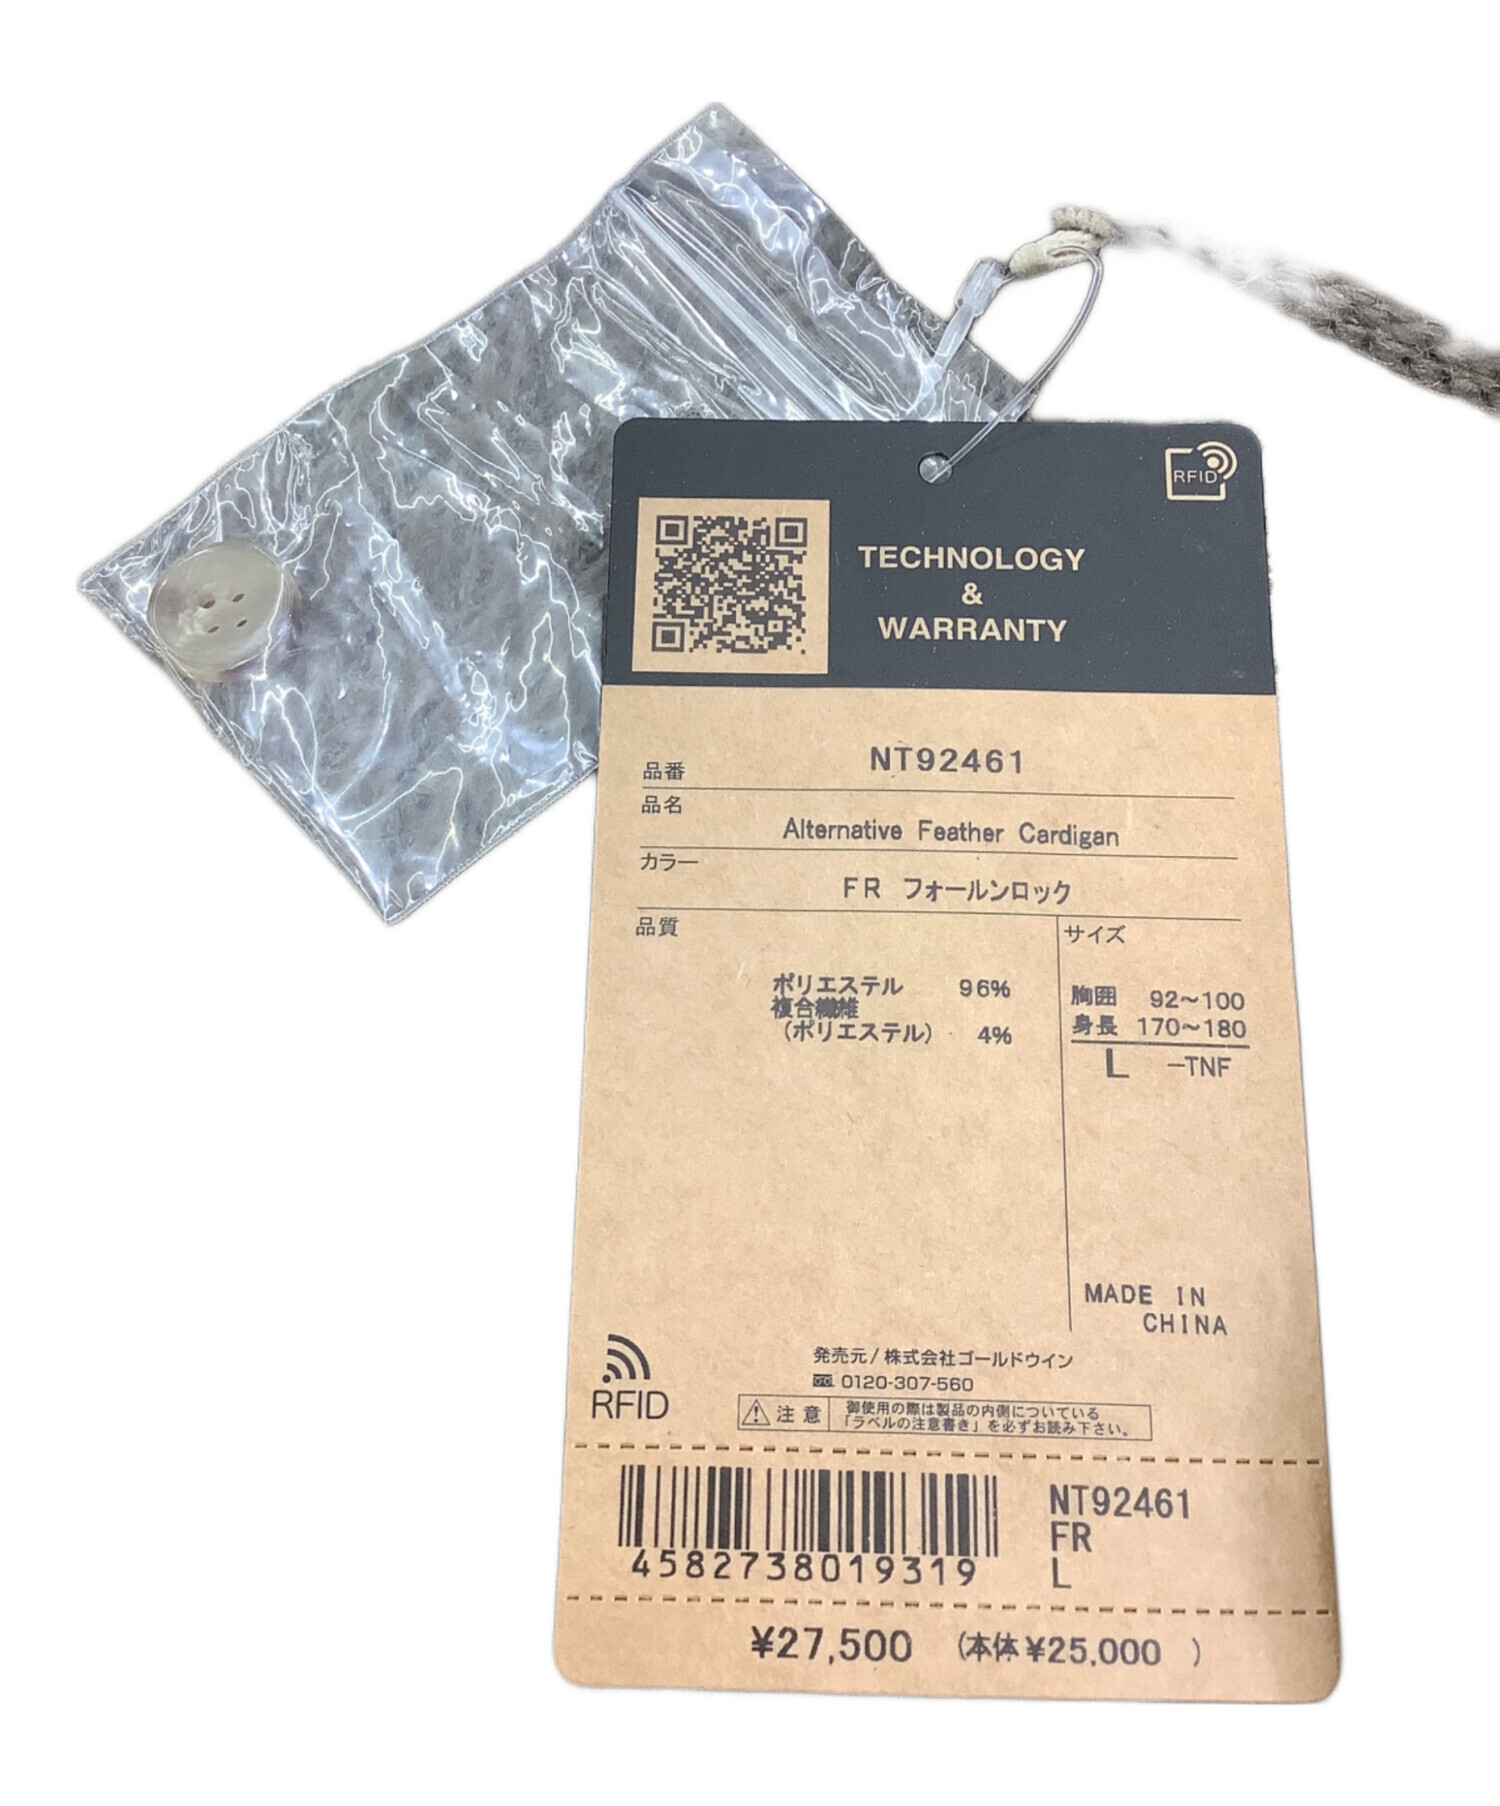 RFID
TECHNOLOGY
&
WARRANTY
品番 NT92461
品名 Alternative Feather Cardigan
カラー FR フォールンロック
品質
ポリエステル 96%
複合繊維
(ポリエステル) 4%
サイズ
胸囲 92~100
身長 170~180
L -TNF
MADE IN
CHINA
発売元/株式会社ゴールドウイン
0120-307-560
RFID
注意 御使用の際は製品の内側についている
「ラベルの注意書き」を必ずお読み下さい。
4582738019319
NT92461
FR
L
¥27,500 (本体¥25,000 )